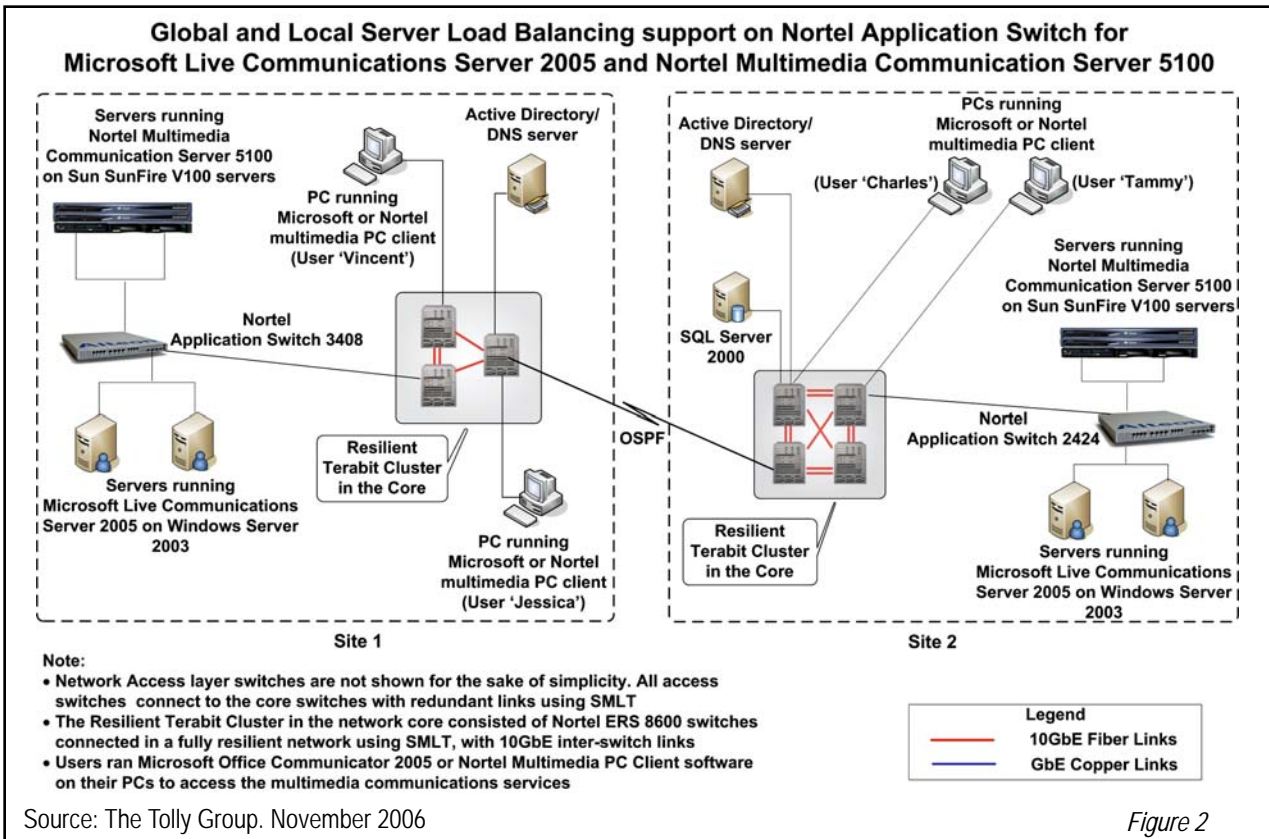 Global and Local Server Load Balancing support on Nortel Application Switch for
Microsoft Live Communications Server 2005 and Nortel Multimedia Communication Server 5100
Servers running
Nortel Multimedia
Communication Server 5100
on Sun SunFire V100 servers
PC running
Microsoft or Nortel
multimedia PC client
(User 'Vincent')
Active Directory/
DNS server
Nortel
Application Switch 3408
Alteon
Servers running
Microsoft Live Communications
Server 2005 on Windows Server
2003
Resilient
Terabit Cluster
in the Core
PC running
Microsoft or Nortel
multimedia PC client
(User 'Jessica')
OSPF
Site 1
Active Directory/
DNS server
PCs running
Microsoft or Nortel
multimedia PC client
(User 'Charles')
(User 'Tammy')
SQL Server
2000
Servers running
Nortel Multimedia
Communication Server 5100
on Sun SunFire V100 servers
Nortel
Application Switch 2424
Alteon
Resilient
Terabit Cluster
in the Core
Servers running
Microsoft Live Communications
Server 2005 on Windows Server
2003
Site 2
Note:
• Network Access layer switches are not shown for the sake of simplicity. All access
switches connect to the core switches with redundant links using SMLT
• The Resilient Terabit Cluster in the network core consisted of Nortel ERS 8600 switches
connected in a fully resilient network using SMLT, with 10GbE inter-switch links
• Users ran Microsoft Office Communicator 2005 or Nortel Multimedia PC Client software
on their PCs to access the multimedia communications services
Legend
10GbE Fiber Links
GbE Copper Links
Source: The Tolly Group. November 2006
Figure 2